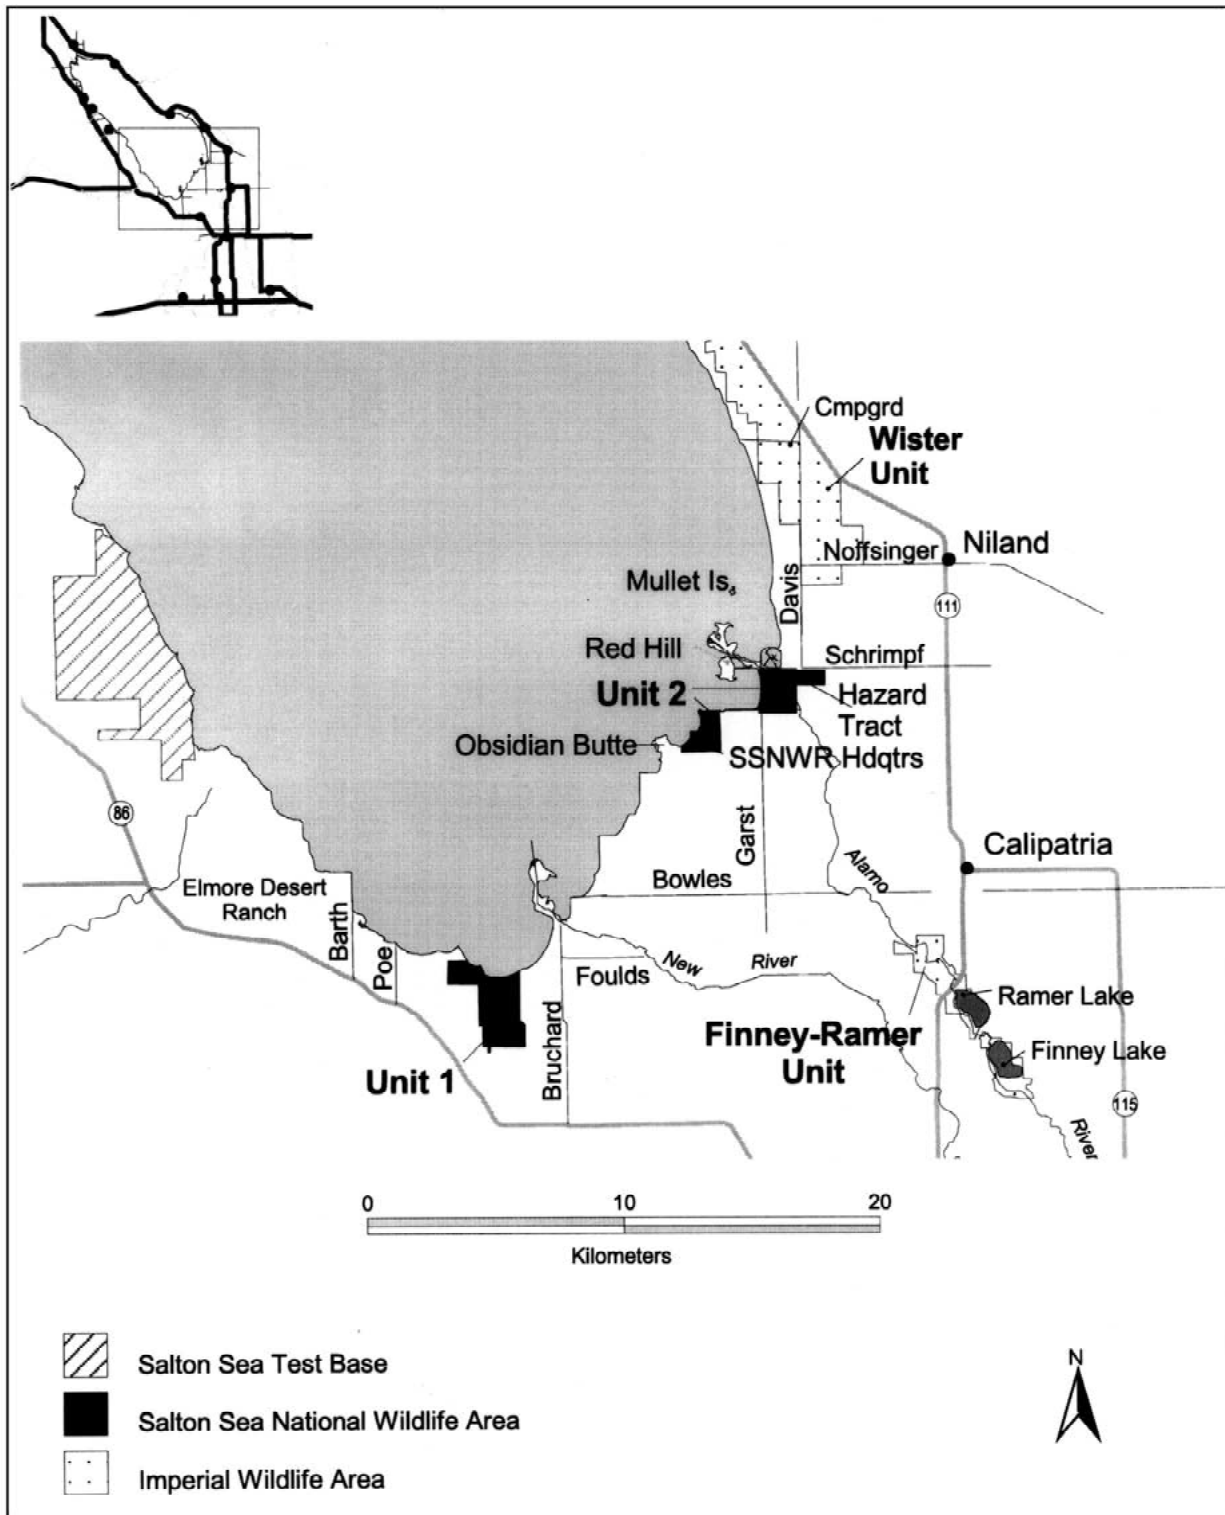 Cmpgrd
Wister
Unit
Noffsinger
Niland
Mullet Is.
Davis
111
Red Hill
Schrimpf
Unit 2
Hazard
Tract
Obsidian Butte
SSNWR Hdqtrs
86
Garst
Calipatria
Alamo
Bowles
Elmore Desert
Ranch
Barth
Poe
New
River
Foulds
Ramer Lake
Finney-Ramer
Unit
Finney Lake
Bruchard
Unit 1
115
River
0
10
20
Kilometers
N
Salton Sea Test Base
Salton Sea National Wildlife Area
Imperial Wildlife Area